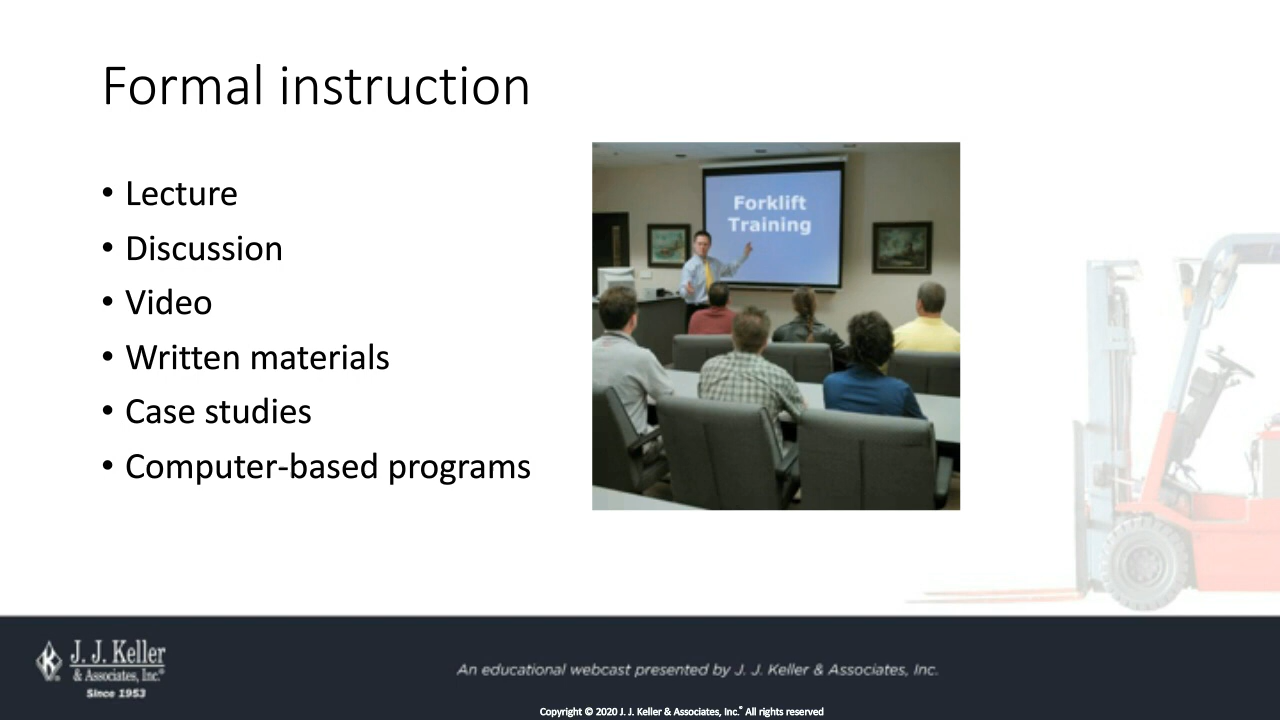 Formal instruction
• Lecture
• Discussion
• Video
• Written materials
• Case studies
• Computer-based programs
Forklift
Training
J. J. Keller
& Associates, Inc.®
Since 1953
An educational webcast presented by J. J. Keller & Associates, Inc.
Copyright © 2020 J. J. Keller & Associates, Inc.® All rights reserved